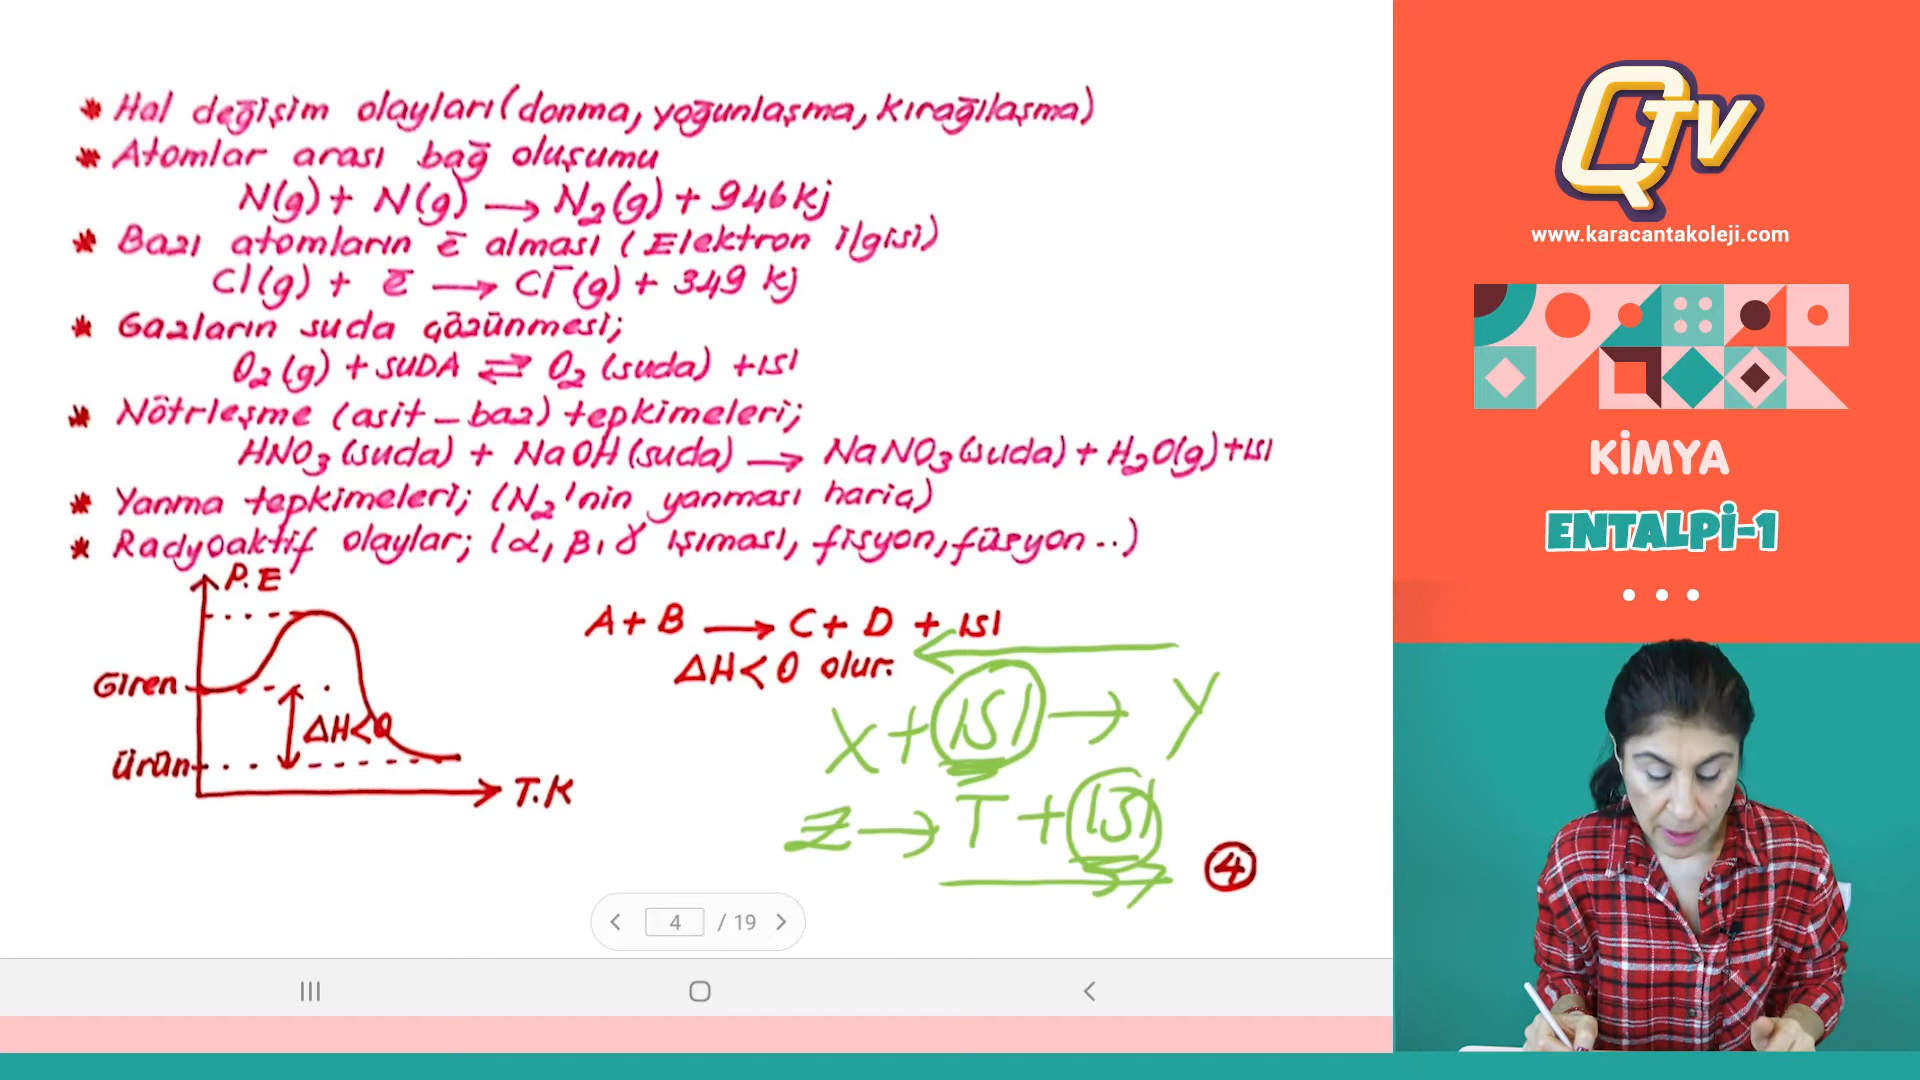 * Hal değişim olayları (donma, yoğunlaşma, kırağılaşma)
* Atomlar arası bağ oluşumu
N(g) + N(g) → N₂(g) + 946 kj
* Bazı atomların e̅ alması (Elektron ilgisi)
Cl(g) + e̅ → Cl⁻(g) + 349 kj
* Gazların suda çözünmesi;
O₂(g) + SUDA ⇌ O₂(suda) + ısı
* Nötrleşme (asit – baz) tepkimeleri;
HNO₃(suda) + NaOH(suda) → NaNO₃(suda) + H₂O(g) + ısı
* Yanma tepkimeleri; (N₂'nin yanması hariç)
* Radyoaktif olaylar; (α, β, γ ışıması, fisyon, füzyon ..)
P.E
Giren
ΔH<0
Ürün
T.K
A + B → C + D + ısı
ΔH < 0 olur.
X + ISI → Y
Z → T + ISI
4
4 / 19
QTV
www.karacantakoleji.com
KİMYA
ENTALPİ-1